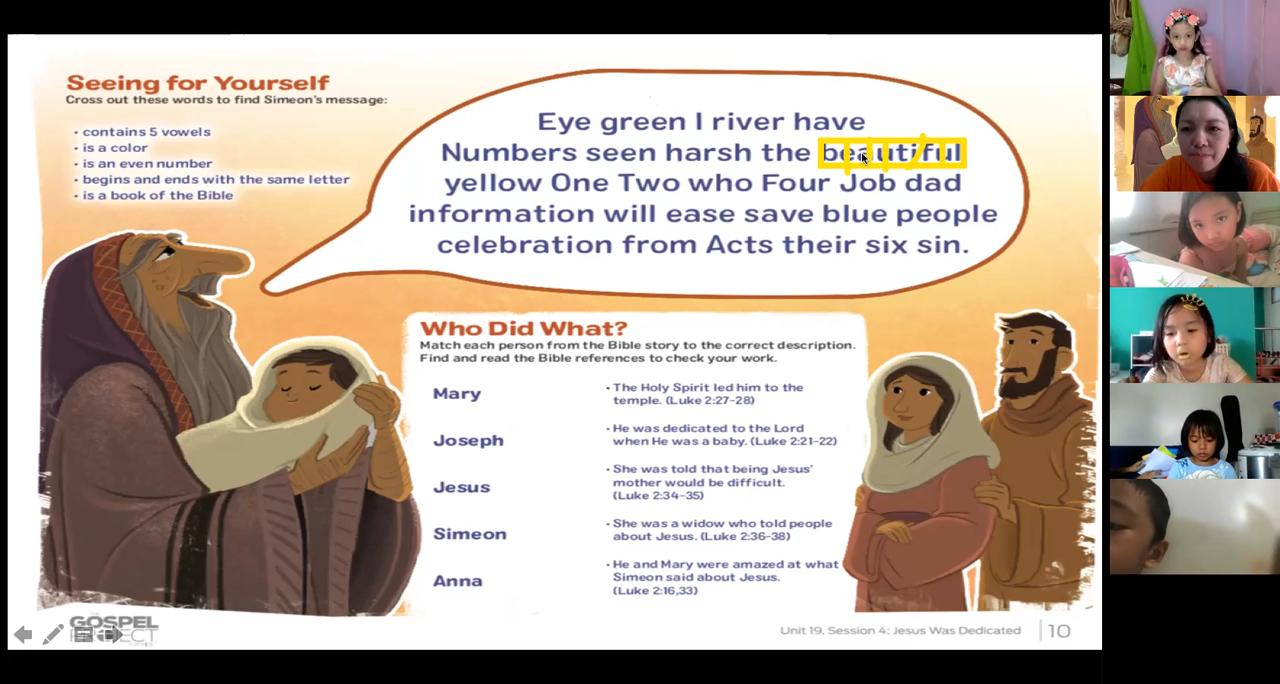 Seeing for Yourself
Cross out these words to find Simeon's message:
• contains 5 vowels
• is a color
• is an even number
• begins and ends with the same letter
• is a book of the Bible
Eye green I river have
Numbers seen harsh the beautiful
yellow One Two who Four Job dad
information will ease save blue people
celebration from Acts their six sin.
Who Did What?
Match each person from the Bible story to the correct description.
Find and read the Bible references to check your work.
Mary
Joseph
Jesus
Simeon
Anna
• The Holy Spirit led him to the
temple. (Luke 2:27-28)
• He was dedicated to the Lord
when He was a baby. (Luke 2:21-22)
• She was told that being Jesus'
mother would be difficult.
(Luke 2:34-35)
• She was a widow who told people
about Jesus. (Luke 2:36-38)
• He and Mary were amazed at what
Simeon said about Jesus.
(Luke 2:16,33)
THE
GOSPEL
PROJECT
Unit 19, Session 4: Jesus Was Dedicated | 10